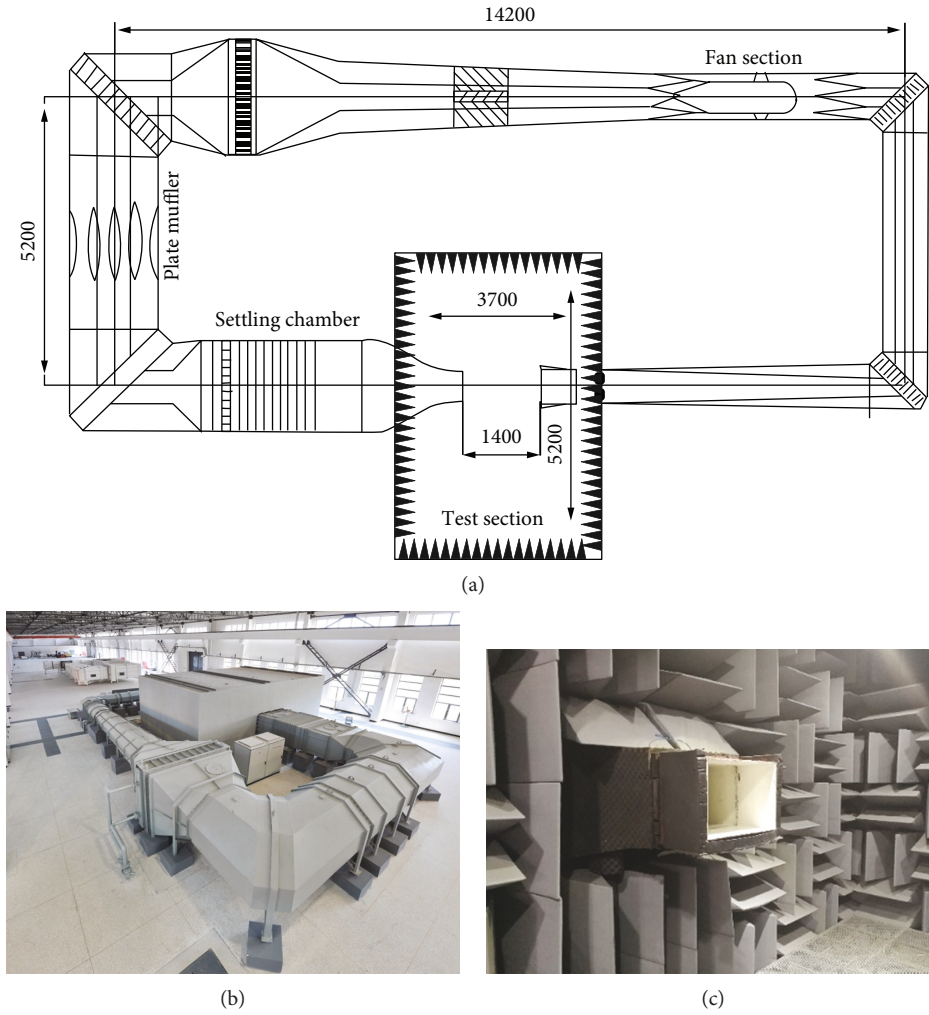 14200
Fan section
5200
Plate muffler
Settling chamber
3700
1400
5200
Test section
(a)
(b)
(c)